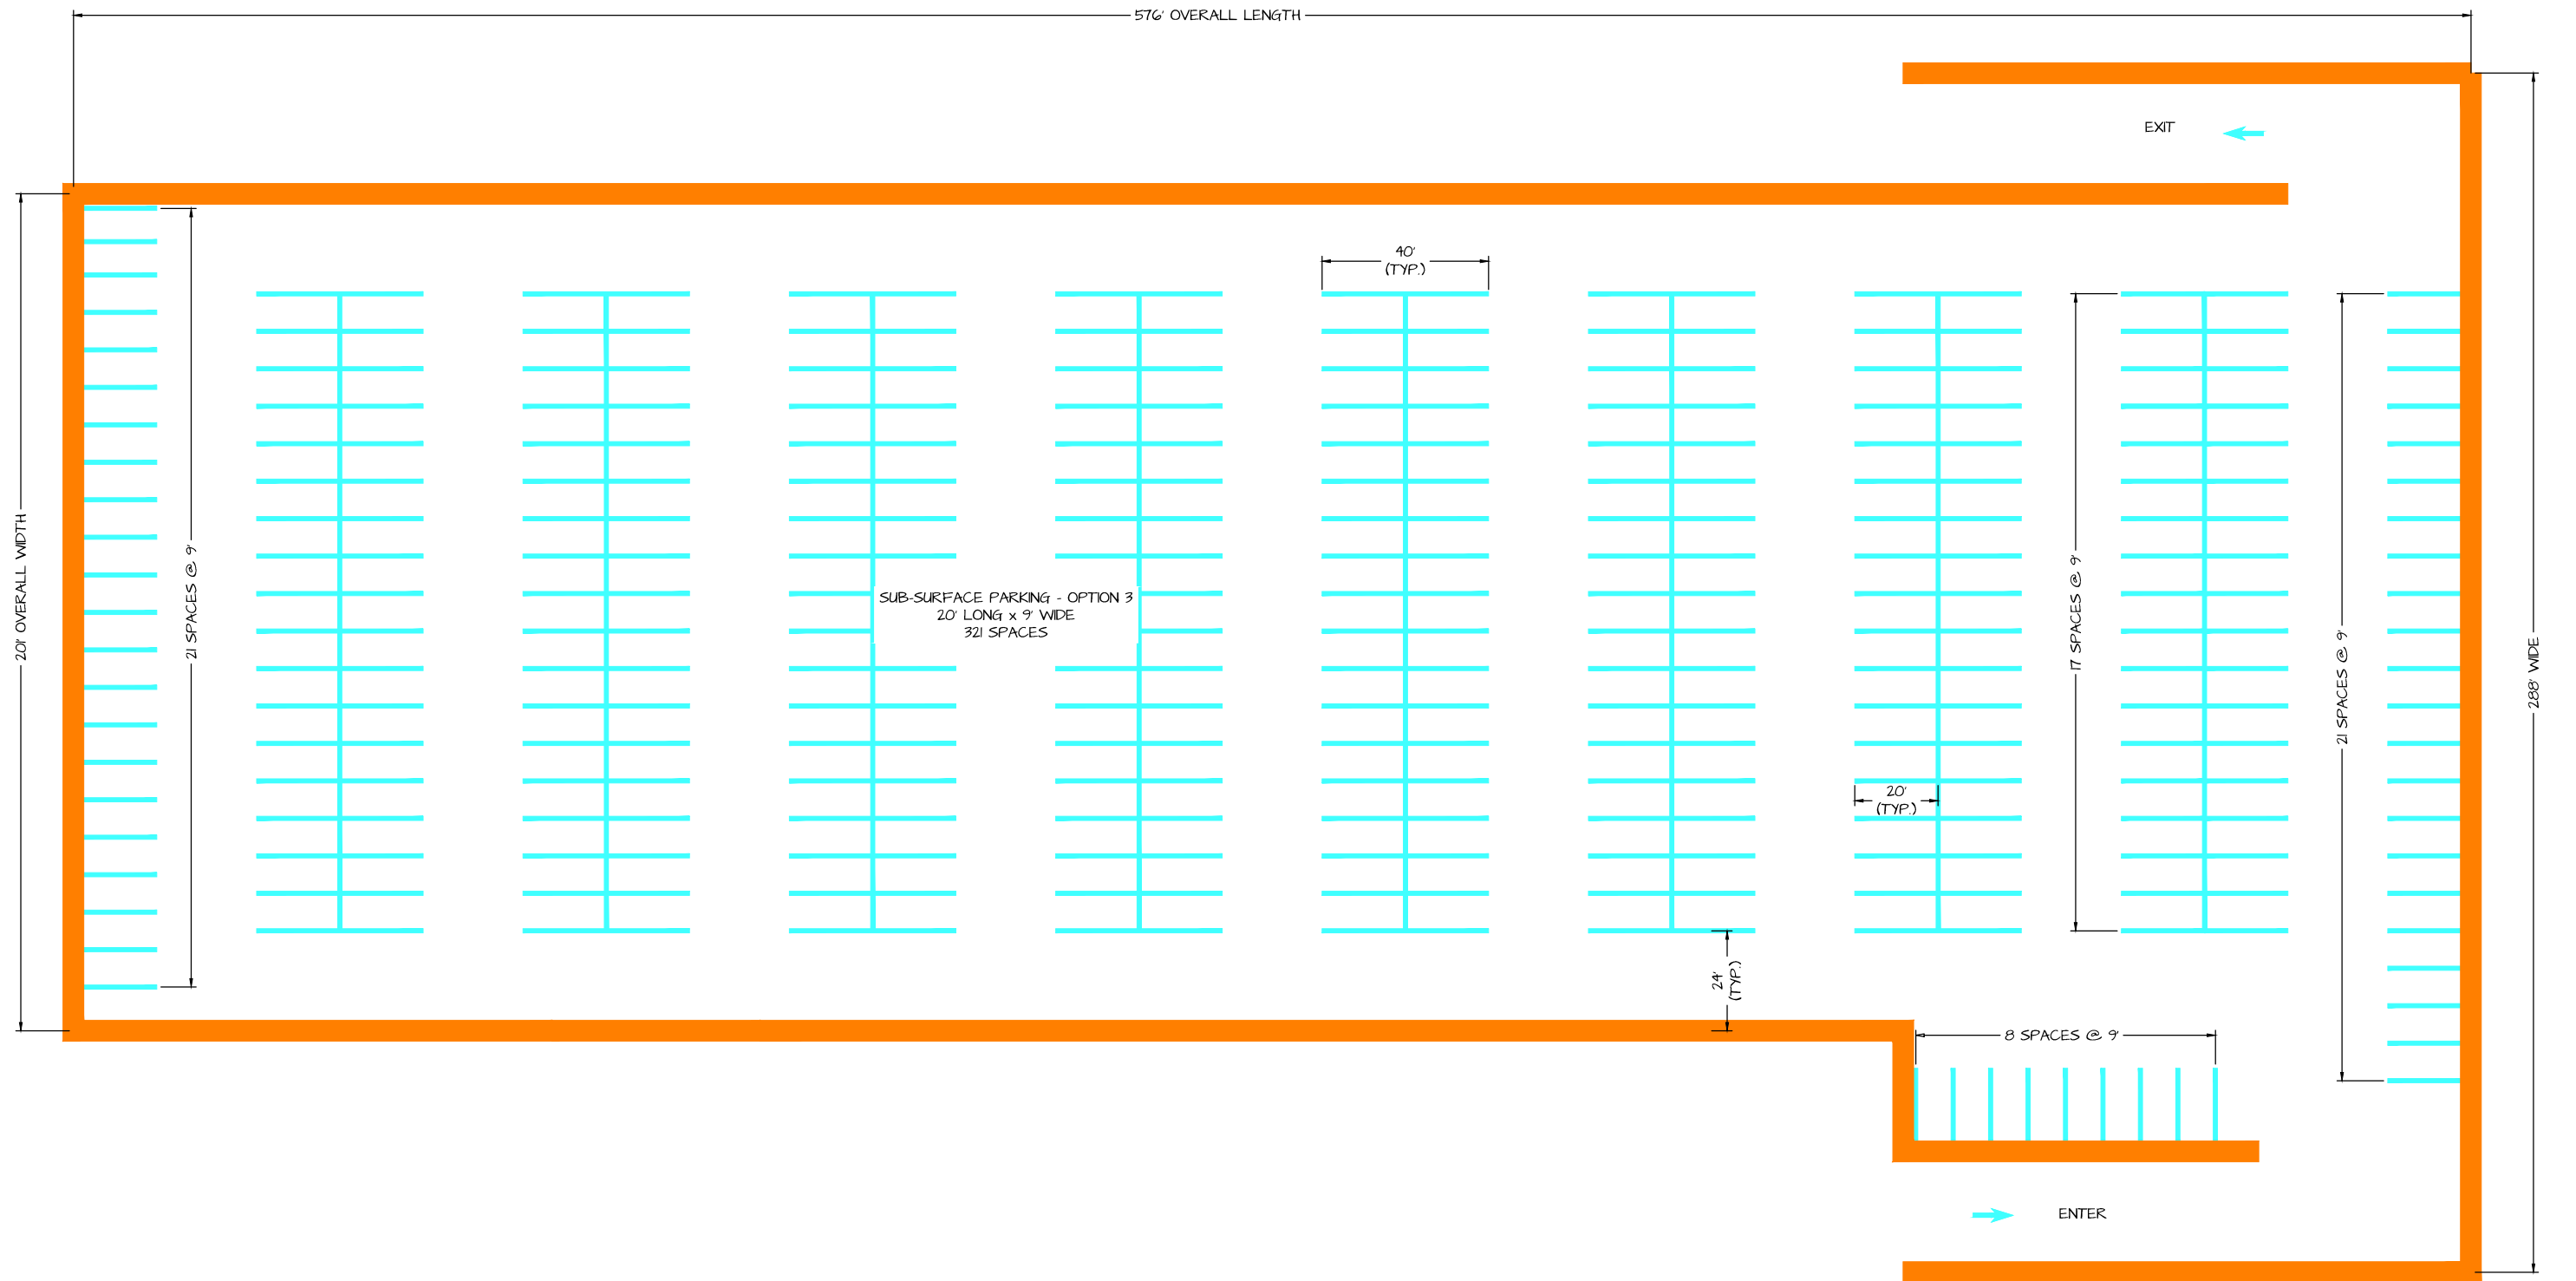 576' OVERALL LENGTH
EXIT
40'
(TYP.)
201' OVERALL WIDTH
21 SPACES @ 9'
SUB-SURFACE PARKING - OPTION 3
20' LONG x 9' WIDE
321 SPACES
17 SPACES @ 9'
21 SPACES @ 9'
288' WIDE
20'
(TYP.)
24'
(TYP.)
8 SPACES @ 9'
ENTER